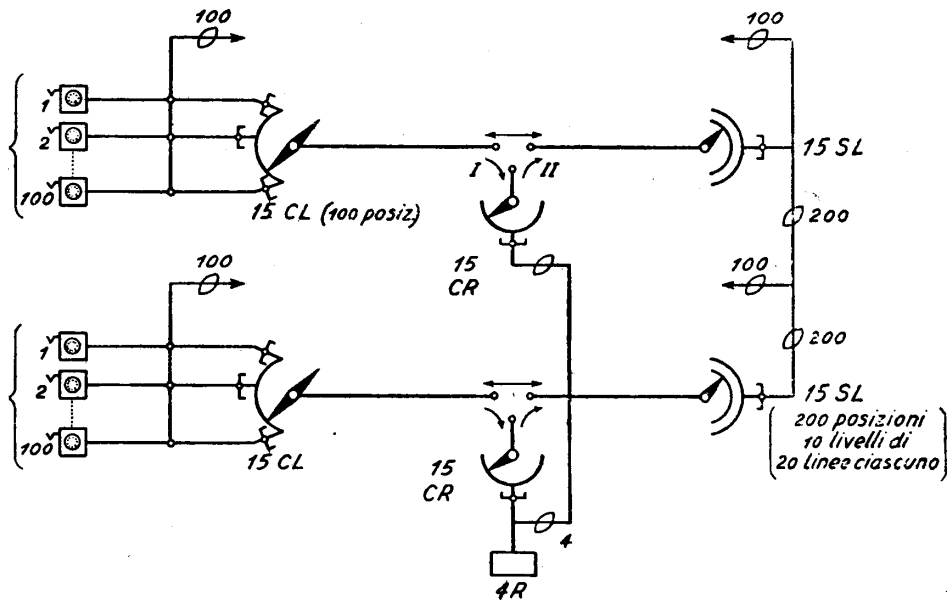 100
100
1
2
100
I
II
15 SL
15 CL (100 posiz)
200
15
CR
100
100
1
2
100
200
15 CL
15
CR
15 SL
200 posizioni
10 livelli di
20 linee ciascuno
4
4R